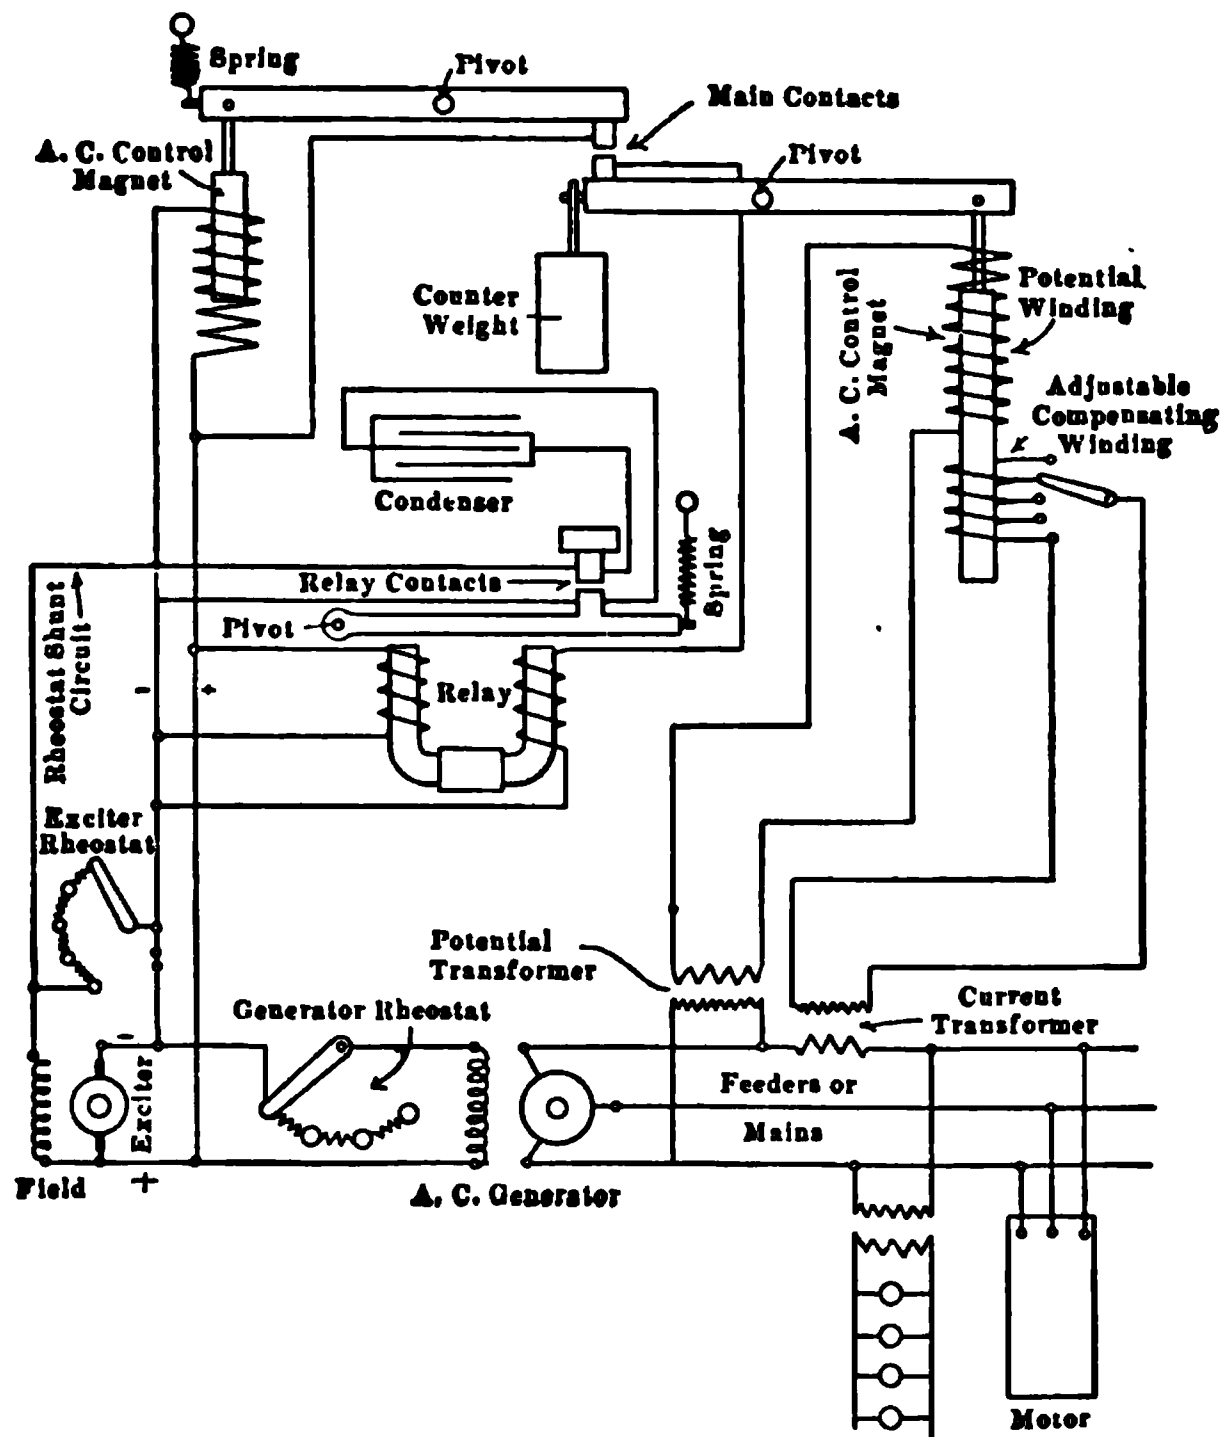 Spring
Pivot
Main Contacts
A. C. Control
Magnet
Pivot
Counter
Weight
A. C. Control
Magnet
Potential
Winding
Adjustable
Compensating
Winding
Condenser
Relay Contacts
Spring
Pivot
Rheostat Shunt
Circuit
- +
Relay
Exciter
Rheostat
Potential
Transformer
Generator Rheostat
Current
Transformer
-
Exciter
Feeders or
Mains
Field
+
A. C. Generator
Motor